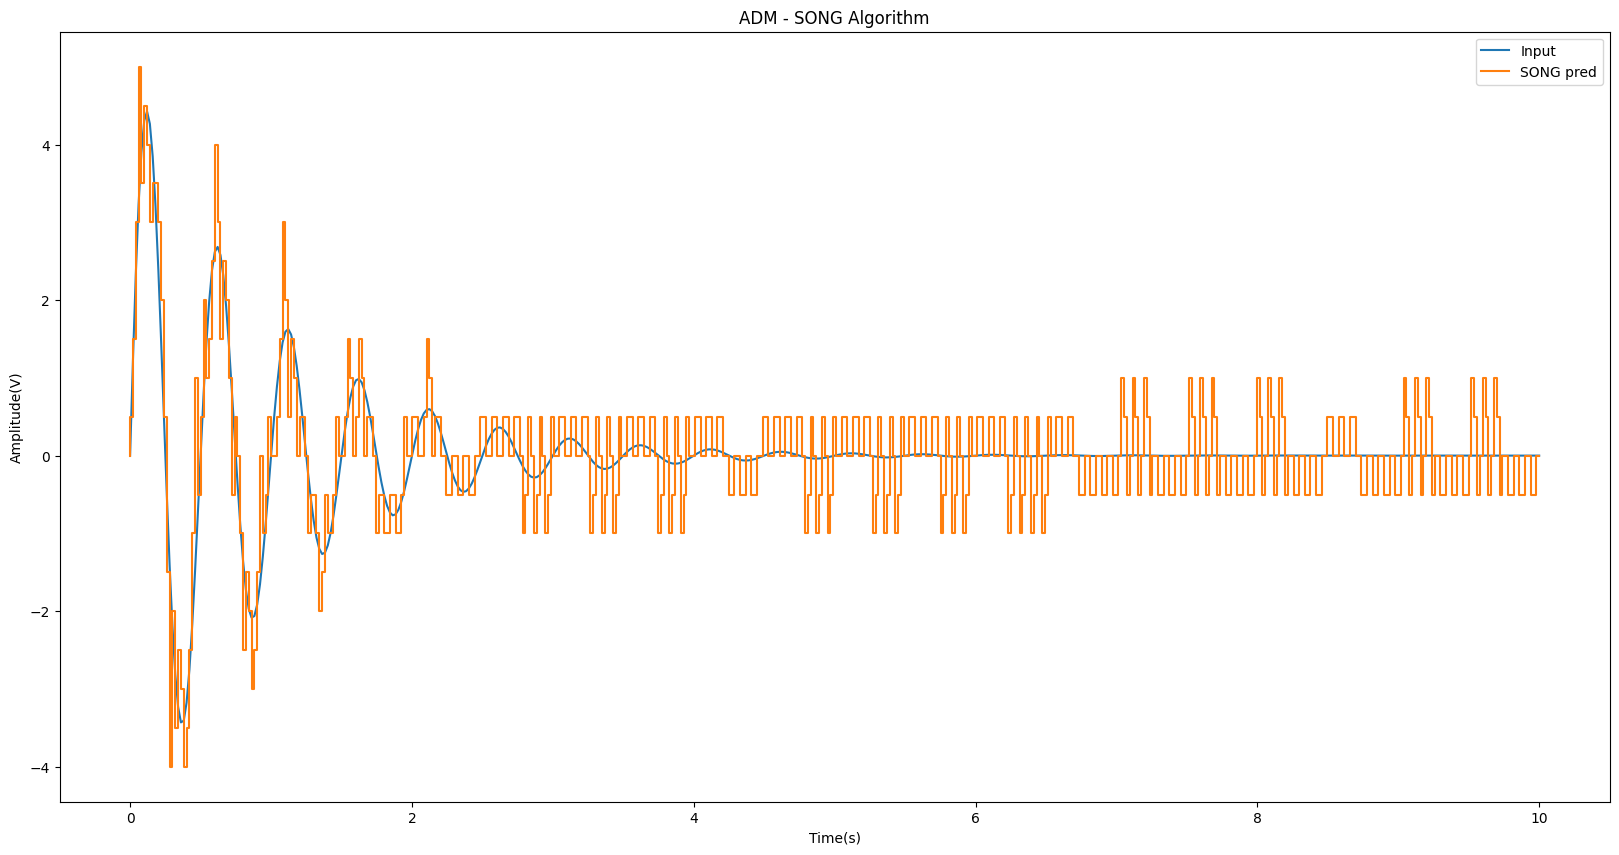 ADM - SONG Algorithm
Input
SONG pred
Amplitude(V)
4
2
0
−2
−4
0
2
4
6
8
10
Time(s)